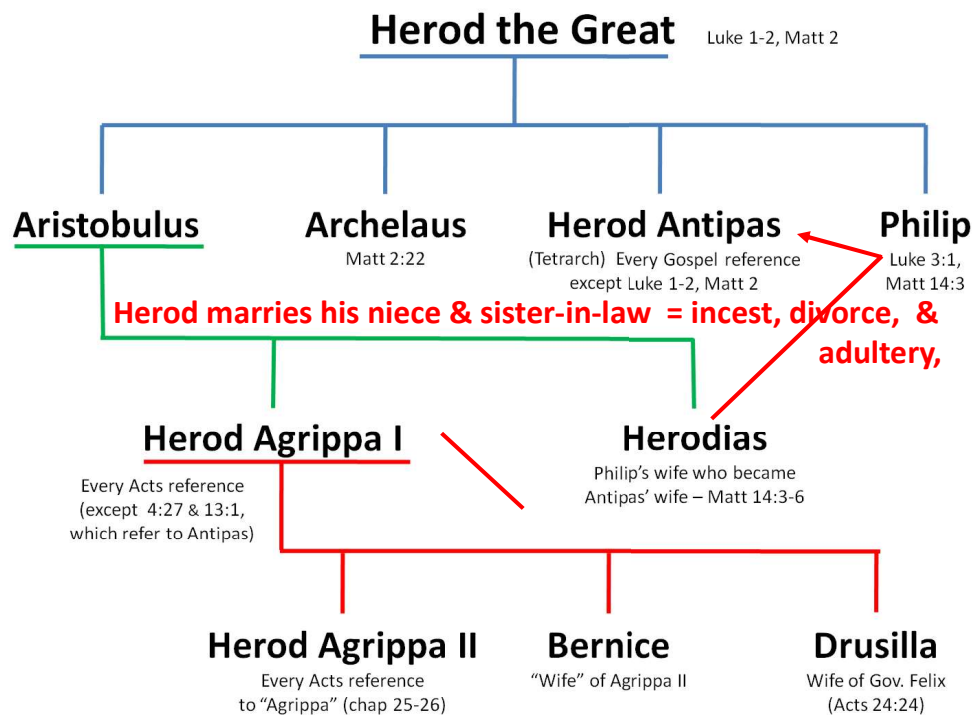 Herod the Great
Luke 1-2, Matt 2
Aristobulus
Archelaus
Matt 2:22
Herod Antipas
(Tetrarch) Every Gospel reference
except Luke 1-2, Matt 2
Philip
Luke 3:1,
Matt 14:3
Herod marries his niece & sister-in-law = incest, divorce, &
adultery,
Herod Agrippa I
Every Acts reference
(except 4:27 & 13:1,
which refer to Antipas)
Herodias
Philip's wife who became
Antipas' wife – Matt 14:3-6
Herod Agrippa II
Every Acts reference
to "Agrippa" (chap 25-26)
Bernice
"Wife" of Agrippa II
Drusilla
Wife of Gov. Felix
(Acts 24:24)